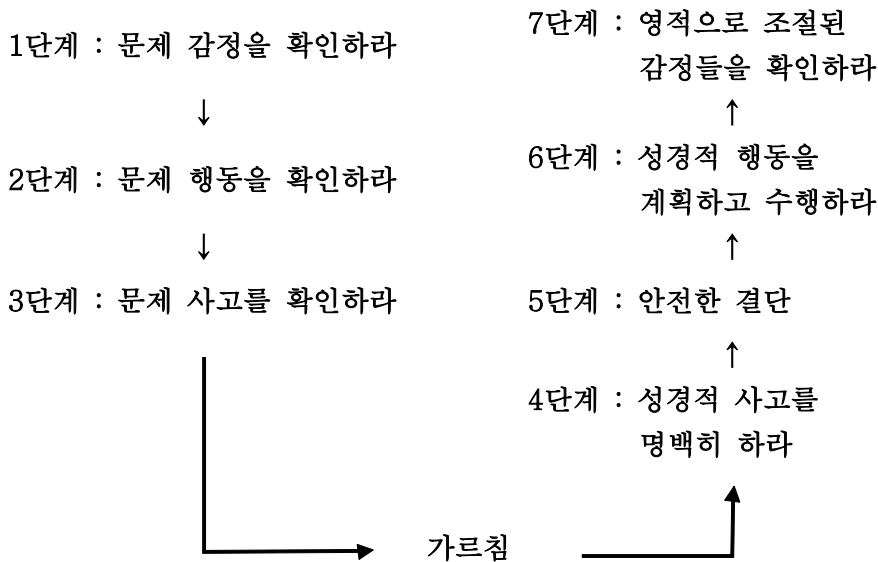 1단계 : 문제 감정을 확인하라
↓
2단계 : 문제 행동을 확인하라
↓
3단계 : 문제 사고를 확인하라
가르침
4단계 : 성경적 사고를
명백히 하라
↑
5단계 : 안전한 결단
↑
6단계 : 성경적 행동을
계획하고 수행하라
↑
7단계 : 영적으로 조절된
감정들을 확인하라